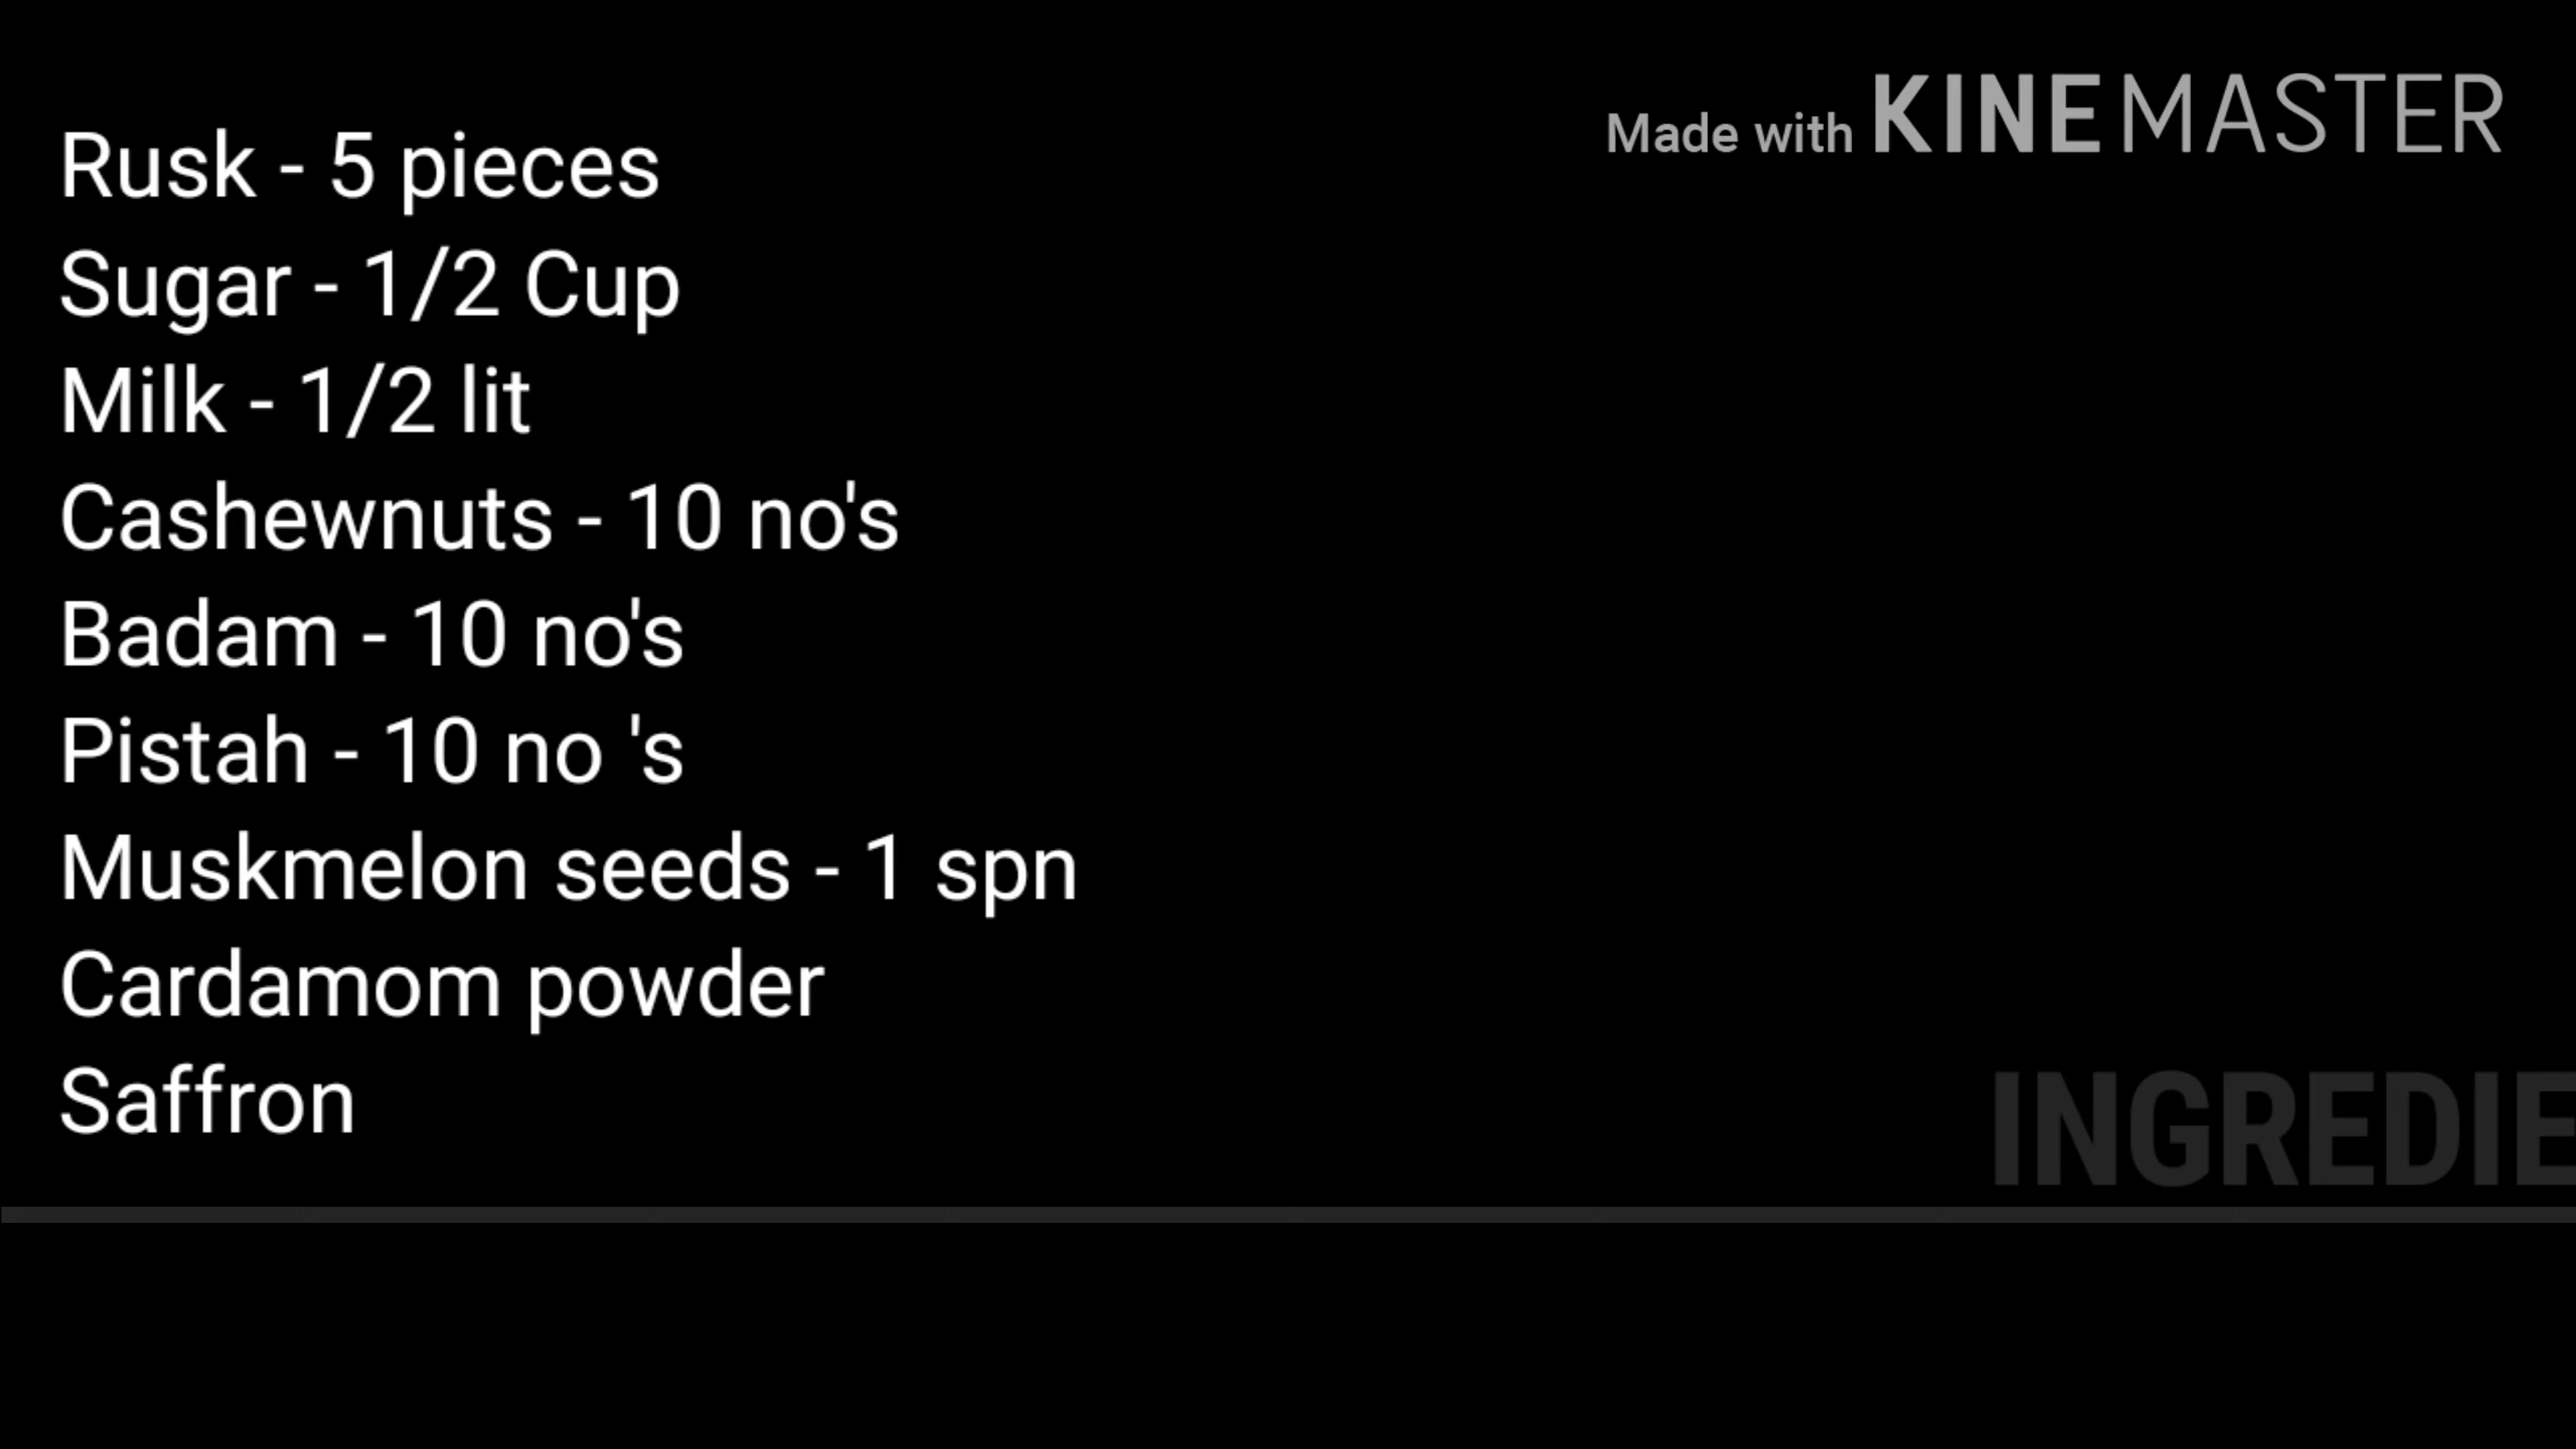 Made with KINEMASTER
Rusk - 5 pieces
Sugar - 1/2 Cup
Milk - 1/2 lit
Cashewnuts - 10 no's
Badam - 10 no's
Pistah - 10 no 's
Muskmelon seeds - 1 spn
Cardamom powder
Saffron
INGREDIE